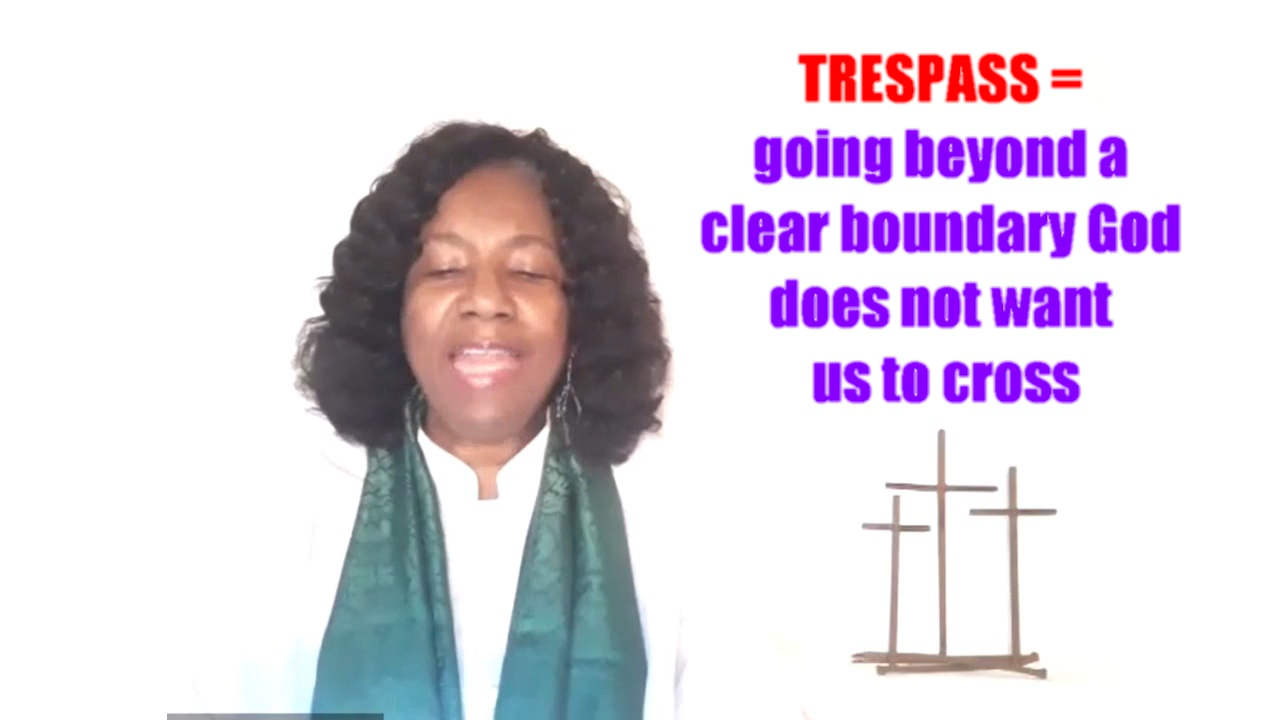 TRESPASS =
going beyond a
clear boundary God
does not want
us to cross